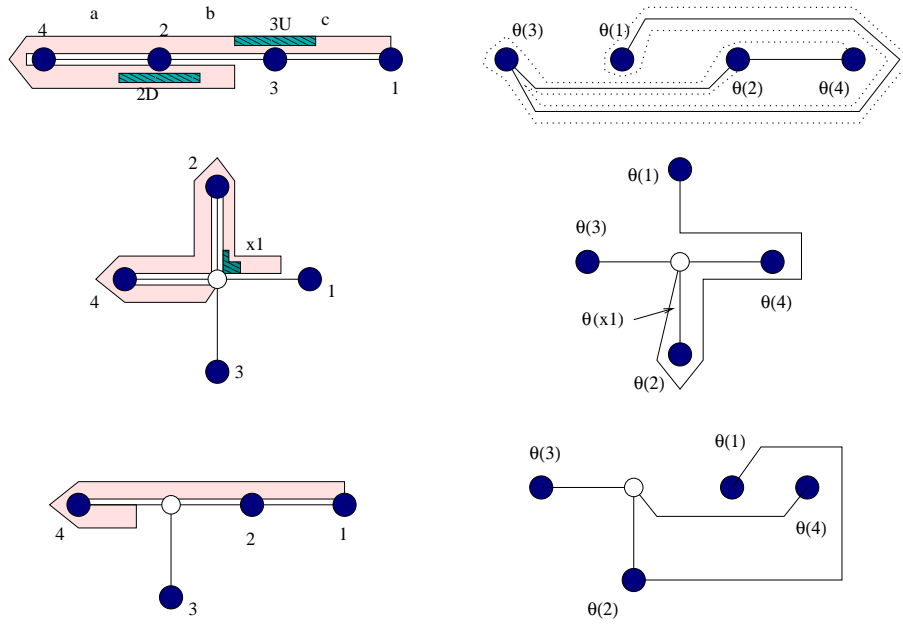 4 a 2 b 3U c
2D 3 1
θ(3) θ(1)
θ(2) θ(4)
2
x1
4 1
3
θ(1)
θ(3)
θ(4)
θ(x1)
θ(2)
4 2 1
3
θ(3) θ(1)
θ(4)
θ(2)